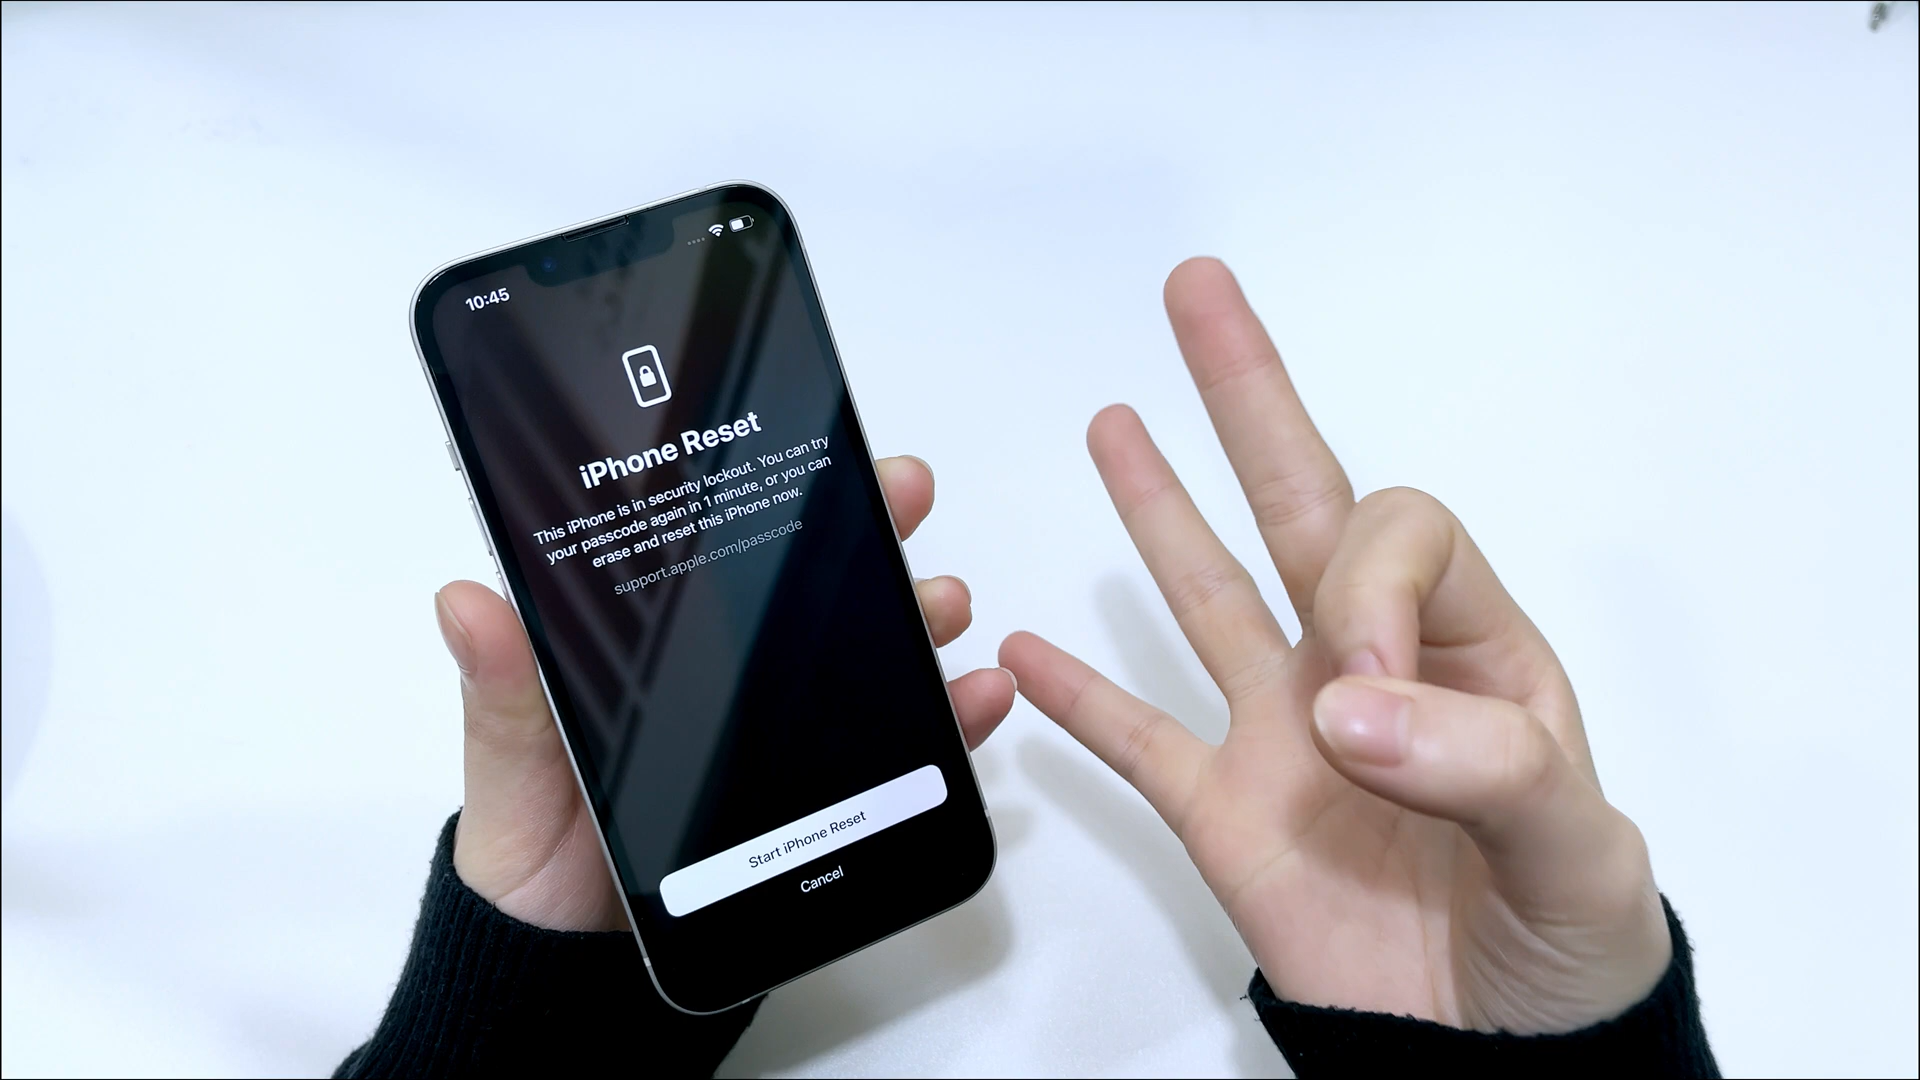 10:45
iPhone Reset
This iPhone is in security lockout. You can try
your passcode again in 1 minute, or you can
erase and reset this iPhone now.
support.apple.com/passcode
Start iPhone Reset
Cancel